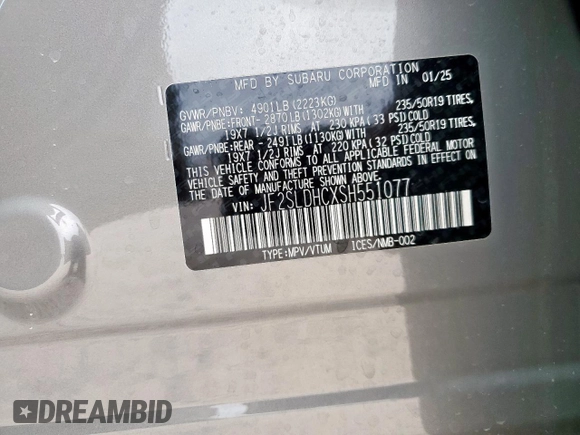 MFD BY SUBARU CORPORATION
MFD IN 01/25
GVWR/PNBV: 4901LB (2223KG)
GAWR/PNBE:FRONT- 2870LB (1302KG)WITH 235/50R19 TIRES,
19X7 1/2J RIMS AT 230 KPA (33 PSI)COLD
GAWR/PNBE:REAR - 2491LB(1130KG)WITH 235/50R19 TIRES,
19X7 1/2J RIMS AT 220 KPA (32 PSI)COLD
THIS VEHICLE CONFORMS TO ALL APPLICABLE FEDERAL MOTOR
VEHICLE SAFETY AND THEFT PREVENTION STANDARDS IN EFFECT ON
THE DATE OF MANUFACTURE SHOWN ABOVE.
VIN: JF2SLDHCXSH551077
TYPE:MPV/VTUM ICES/NMB-002
DREAMBID